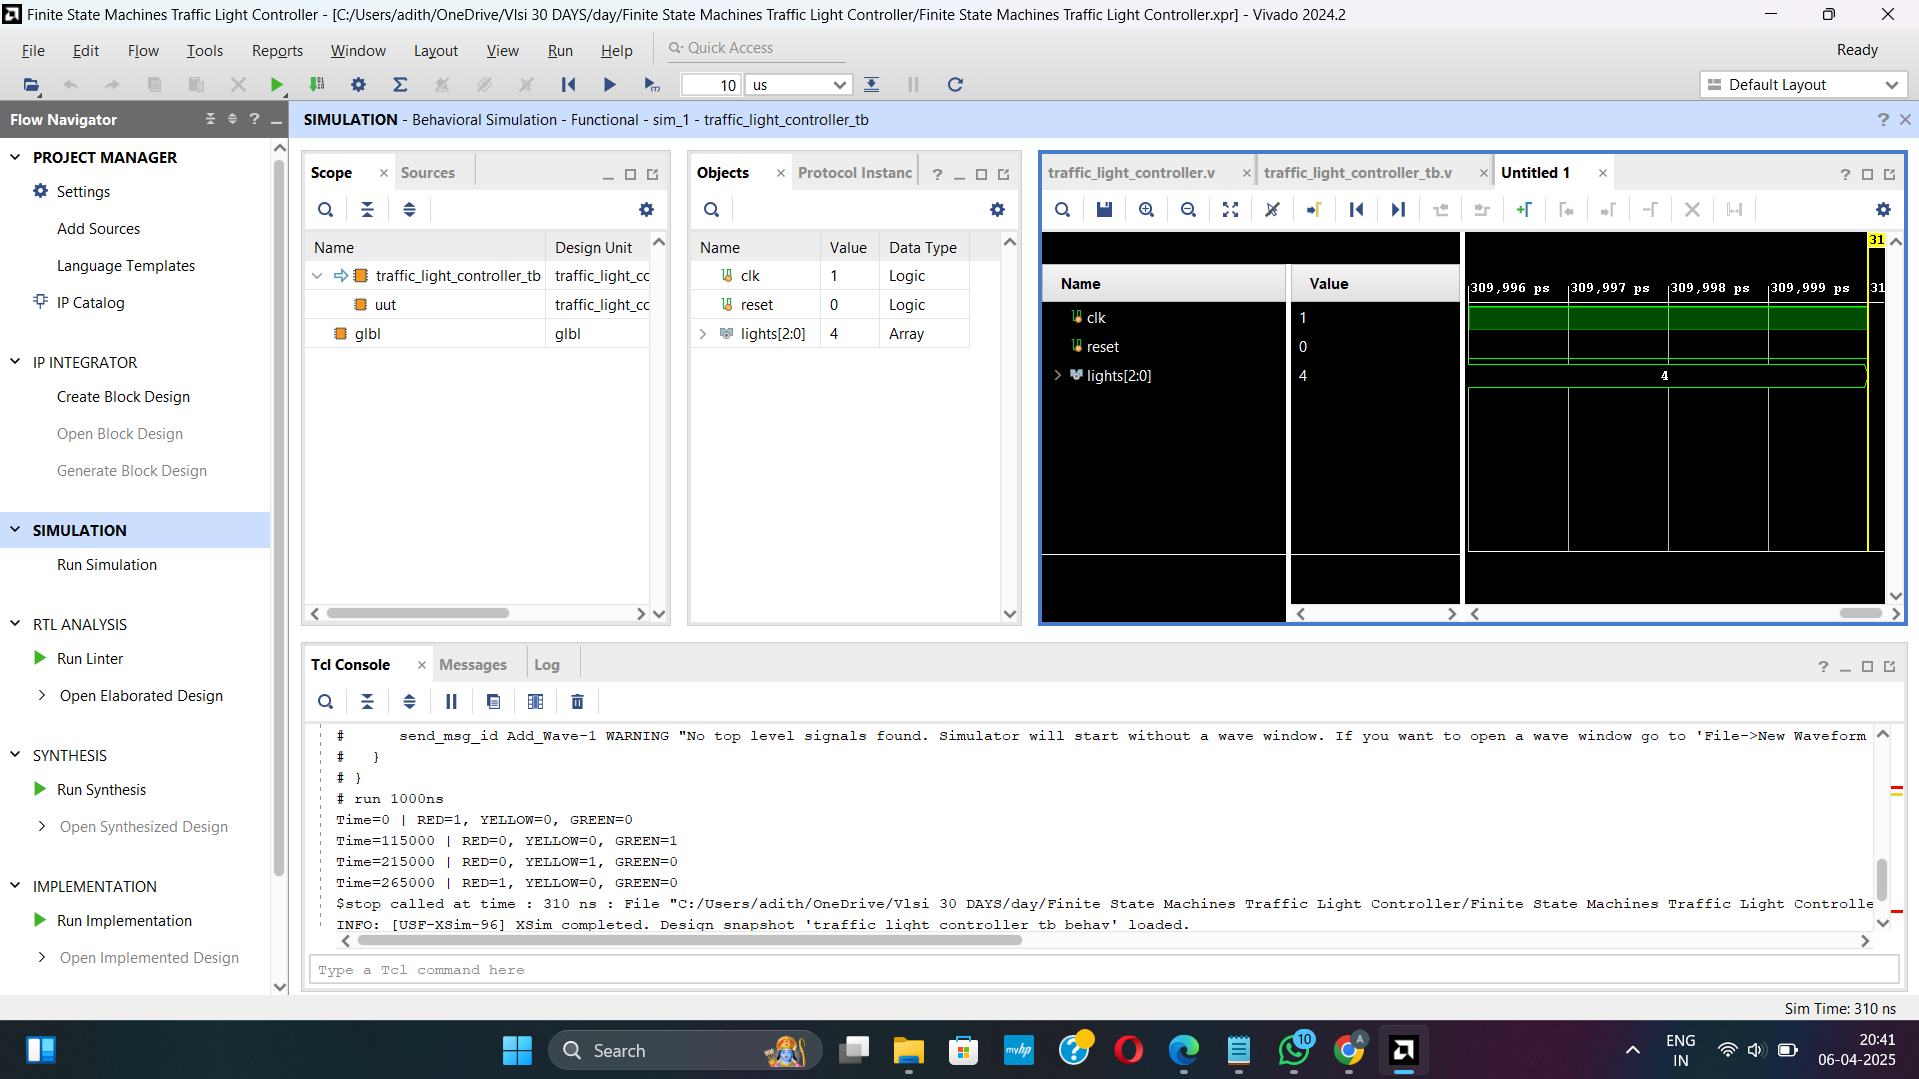 Finite State Machines Traffic Light Controller - [C:/Users/adith/OneDrive/Vlsi 30 DAYS/day/Finite State Machines Traffic Light Controller/Finite State Machines Traffic Light Controller.xpr] - Vivado 2024.2
File Edit Flow Tools Reports Window Layout View Run Help Quick Access
Ready
10 us
Default Layout
Flow Navigator
SIMULATION - Behavioral Simulation - Functional - sim_1 - traffic_light_controller_tb
PROJECT MANAGER
Settings
Add Sources
Language Templates
IP Catalog
IP INTEGRATOR
Create Block Design
Open Block Design
Generate Block Design
SIMULATION
Run Simulation
RTL ANALYSIS
Run Linter
Open Elaborated Design
SYNTHESIS
Run Synthesis
Open Synthesized Design
IMPLEMENTATION
Run Implementation
Open Implemented Design
Scope Sources
Name Design Unit
traffic_light_controller_tb traffic_light_cc
uut traffic_light_cc
glbl glbl
Objects Protocol Instanc
Name Value Data Type
clk 1 Logic
reset 0 Logic
lights[2:0] 4 Array
traffic_light_controller.v traffic_light_controller_tb.v Untitled 1
Name Value
clk 1
reset 0
lights[2:0] 4
31
309,996 ps 309,997 ps 309,998 ps 309,999 ps 31
4
Tcl Console Messages Log
# send_msg_id Add_Wave-1 WARNING "No top level signals found. Simulator will start without a wave window. If you want to open a wave window go to 'File->New Waveform
# }
# }
# run 1000ns
Time=0 | RED=1, YELLOW=0, GREEN=0
Time=115000 | RED=0, YELLOW=0, GREEN=1
Time=215000 | RED=0, YELLOW=1, GREEN=0
Time=265000 | RED=1, YELLOW=0, GREEN=0
$stop called at time : 310 ns : File "C:/Users/adith/OneDrive/Vlsi 30 DAYS/day/Finite State Machines Traffic Light Controller/Finite State Machines Traffic Light Controlle
INFO: [USF-XSim-96] XSim completed. Design snapshot 'traffic_light_controller_tb_behav' loaded.
Type a Tcl command here
Sim Time: 310 ns
Search
myhp
10
A
ENG
IN
20:41
06-04-2025